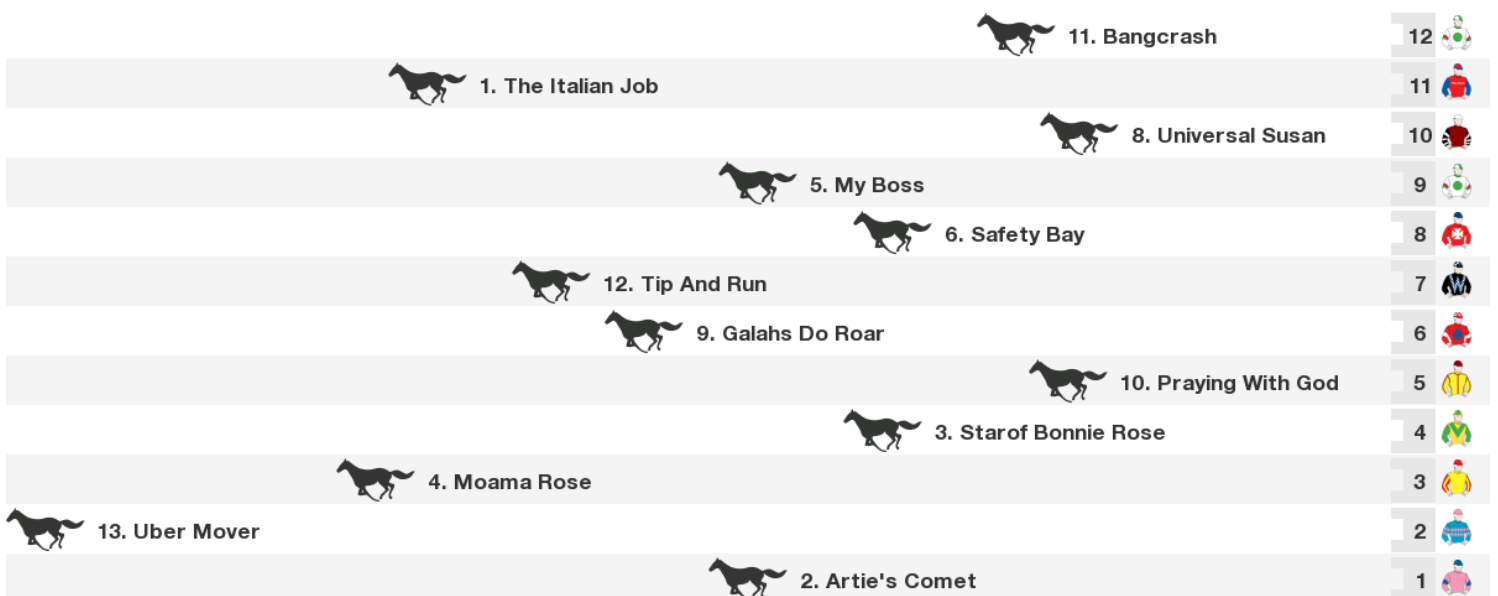 11. Bangcrash 12
1. The Italian Job 11
8. Universal Susan 10
5. My Boss 9
6. Safety Bay 8
12. Tip And Run 7
9. Galahs Do Roar 6
10. Praying With God 5
3. Starof Bonnie Rose 4
4. Moama Rose 3
13. Uber Mover 2
2. Artie's Comet 1